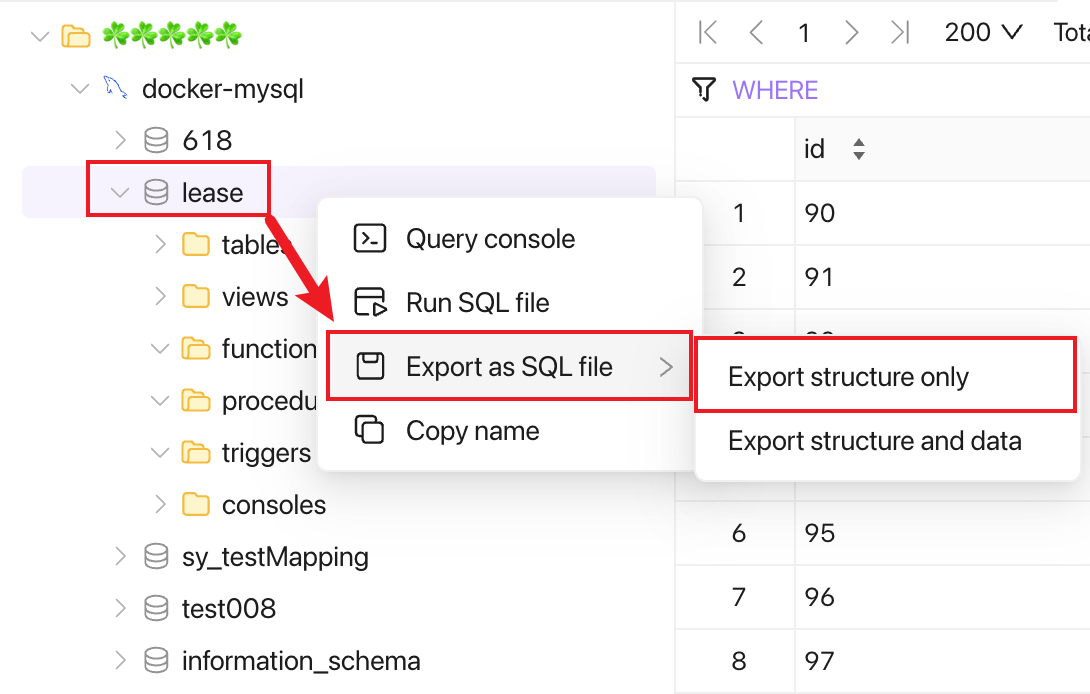 docker-mysql
618
lease
tables
views
function
procedu
triggers
consoles
sy_testMapping
test008
information_schema
Query console
Run SQL file
Export as SQL file
Copy name
Export structure only
Export structure and data
1
200
WHERE
id
1 90
2 91
6 95
7 96
8 97